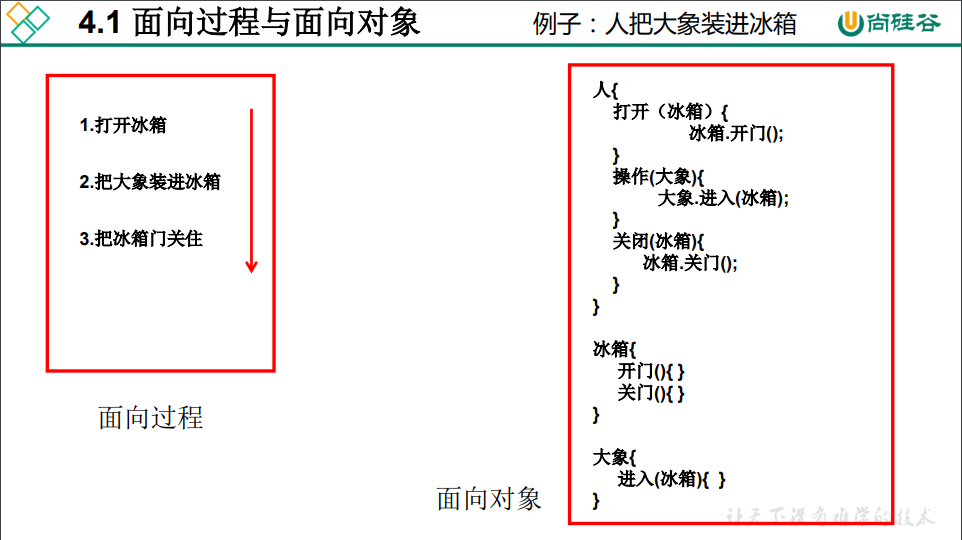 4.1 面向过程与面向对象
例子：人把大象装进冰箱
尚硅谷
1.打开冰箱
2.把大象装进冰箱
3.把冰箱门关住
面向过程
人{
打开（冰箱）{
冰箱.开门();
}
操作(大象){
大象.进入(冰箱);
}
关闭(冰箱){
冰箱.关门();
}
}
冰箱{
开门(){ }
关门(){ }
}
大象{
进入(冰箱){ }
}
面向对象
让天下没有难学的技术